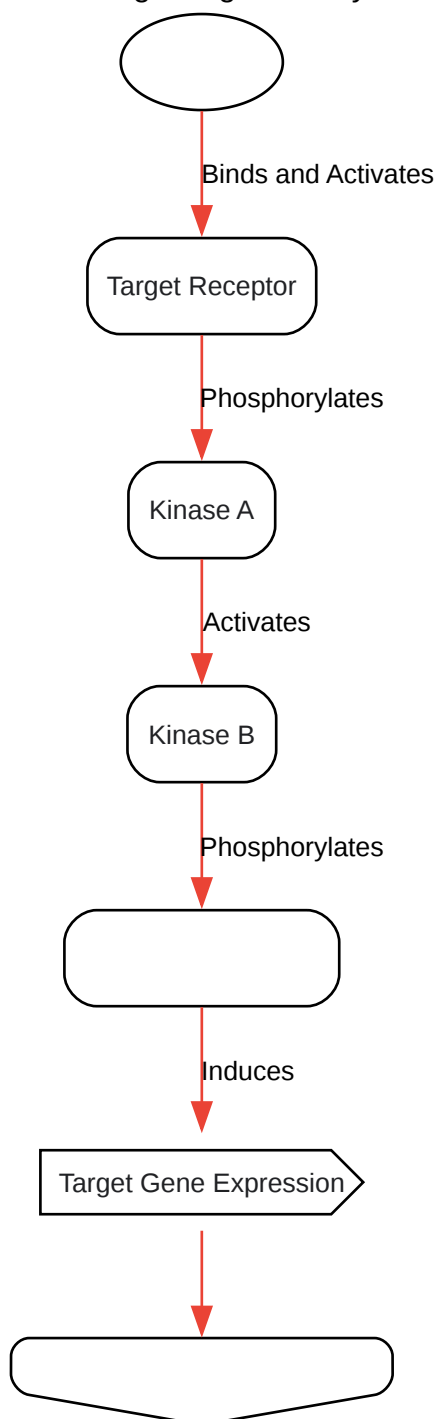 Binds and Activates
Target Receptor
Phosphorylates
Kinase A
Activates
Kinase B
Phosphorylates
Induces
Target Gene Expression